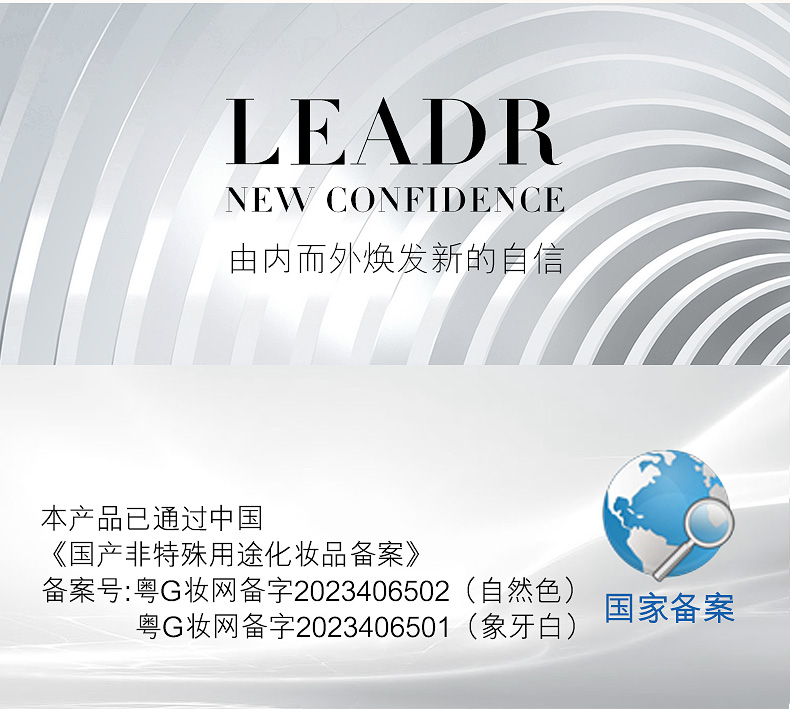 LEADR
NEW CONFIDENCE
由内而外焕发新的自信
本产品已通过中国
《国产非特殊用途化妆品备案》
备案号:粤G妆网备字2023406502（自然色）
粤G妆网备字2023406501（象牙白）
国家备案